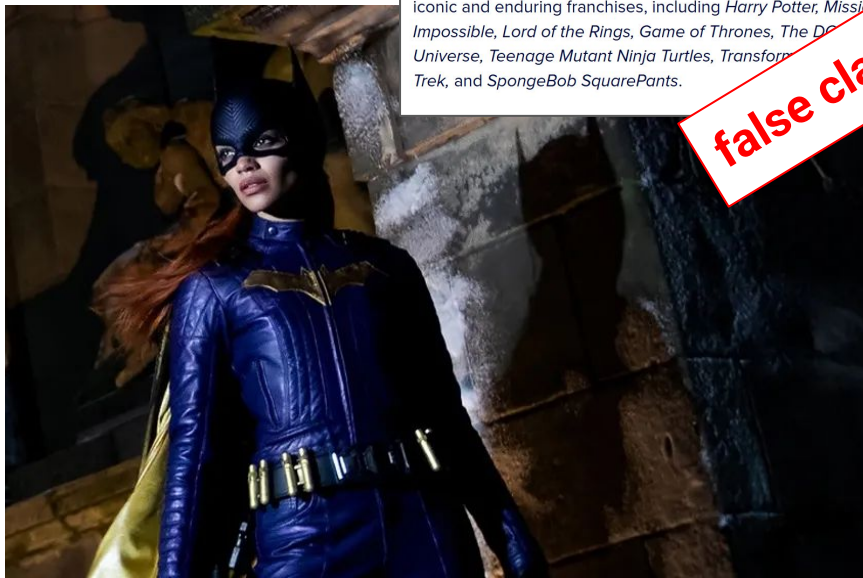 iconic and enduring franchises, including Harry Potter,
Impossible, Lord of the Rings, Game of Thrones, The
Universe, Teenage Mutant Ninja Turtles,
Trek, and SpongeBob SquarePants.
false